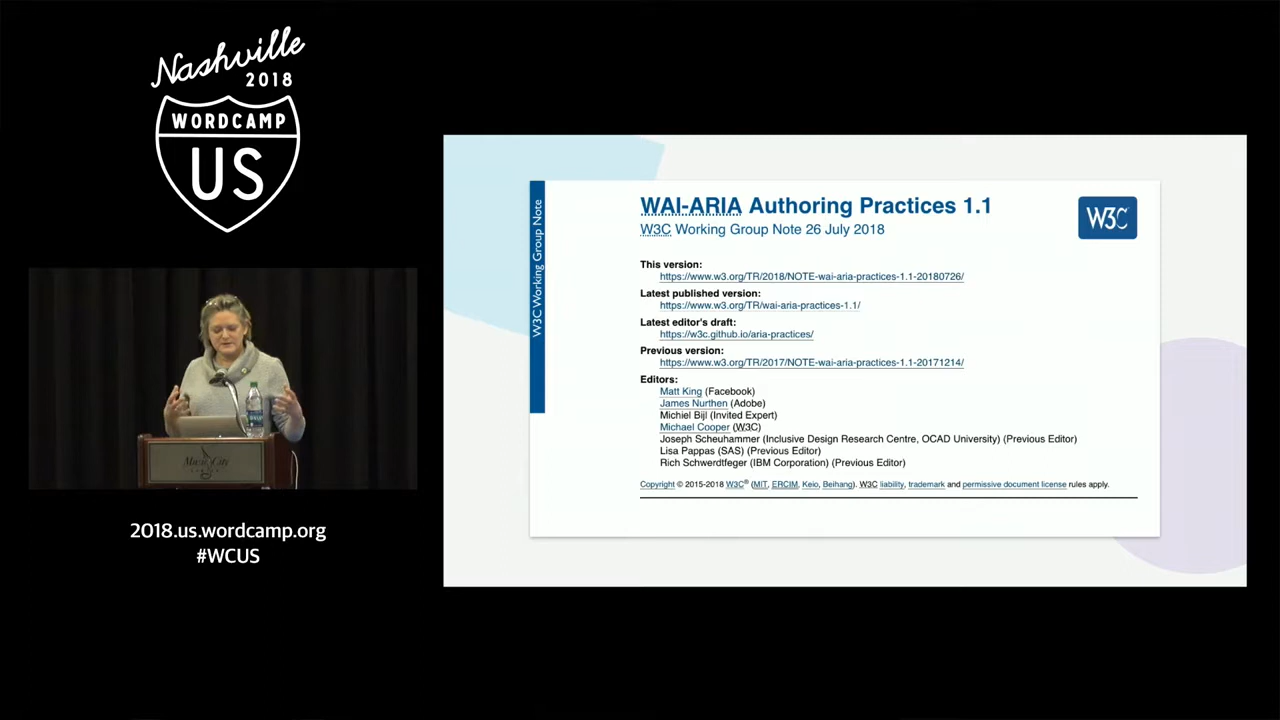 Nashville
2018
WORDCAMP
US
2018.us.wordcamp.org
#WCUS
Music City
W3C Working Group Note
WAI-ARIA Authoring Practices 1.1
W3C
W3C Working Group Note 26 July 2018
This version:
https://www.w3.org/TR/2018/NOTE-wai-aria-practices-1.1-20180726/
Latest published version:
https://www.w3.org/TR/wai-aria-practices-1.1/
Latest editor's draft:
https://w3c.github.io/aria-practices/
Previous version:
https://www.w3.org/TR/2017/NOTE-wai-aria-practices-1.1-20171214/
Editors:
Matt King (Facebook)
James Nurthen (Adobe)
Michiel Bijl (Invited Expert)
Michael Cooper (W3C)
Joseph Scheuhammer (Inclusive Design Research Centre, OCAD University) (Previous Editor)
Lisa Pappas (SAS) (Previous Editor)
Rich Schwerdtfeger (IBM Corporation) (Previous Editor)
Copyright © 2015-2018 W3C® (MIT, ERCIM, Keio, Beihang). W3C liability, trademark and permissive document license rules apply.